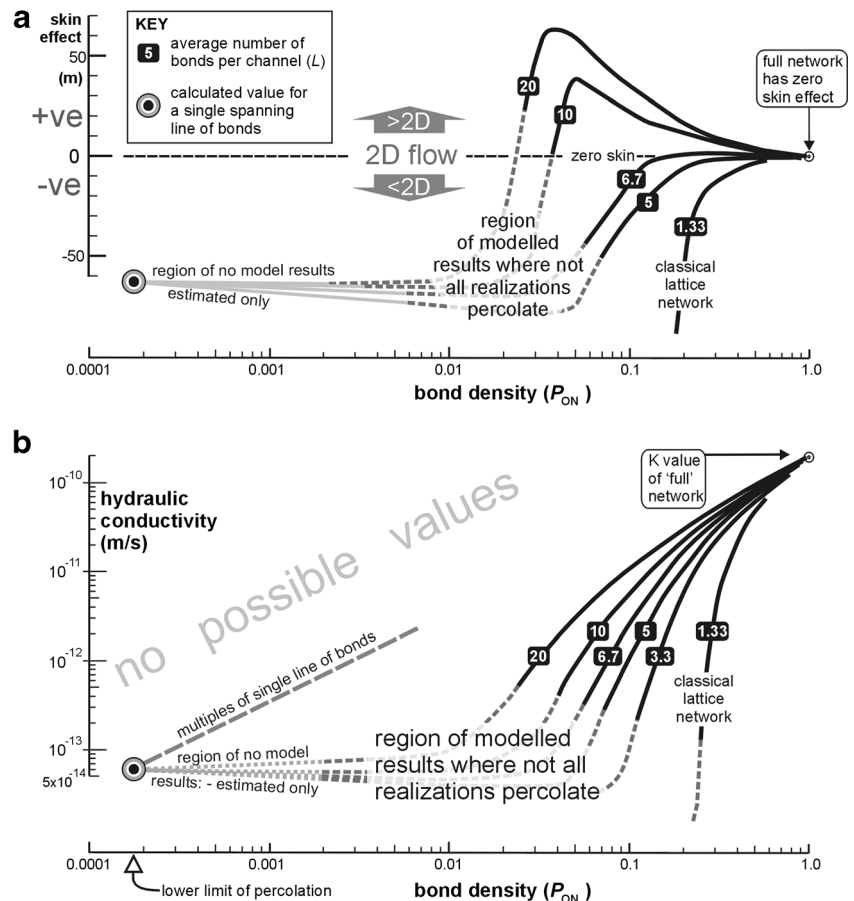 a
skin
effect
50
(m)
+ve
0
-ve
-50
KEY
5
average number of
bonds per channel (L)
calculated value for
a single spanning
line of bonds
>2D
2D flow
<2D
20
10
full network
has zero
skin effect
zero skin
6.7
5
1.33
region
of modelled
results where not
all realizations
percolate
classical
lattice
network
region of no model results
estimated only
0.0001
0.001
0.01
0.1
1.0
bond density (PON )
b
10-10
hydraulic
conductivity
(m/s)
10-11
10-12
10-13
5x10-14
no possible values
K value
of ‘full’
network
multiples of single line of bonds
20
10
6.7
5
3.3
1.33
classical
lattice
network
region of no model
results: - estimated only
region of modelled
results where not all
realizations percolate
0.0001
0.001
0.01
0.1
1.0
lower limit of percolation
bond density (PON )